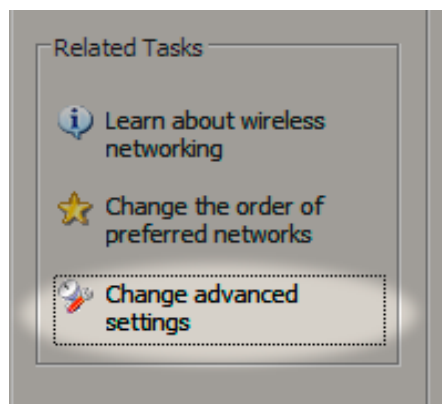 Related Tasks
Learn about wireless
networking
Change the order of
preferred networks
Change advanced
settings